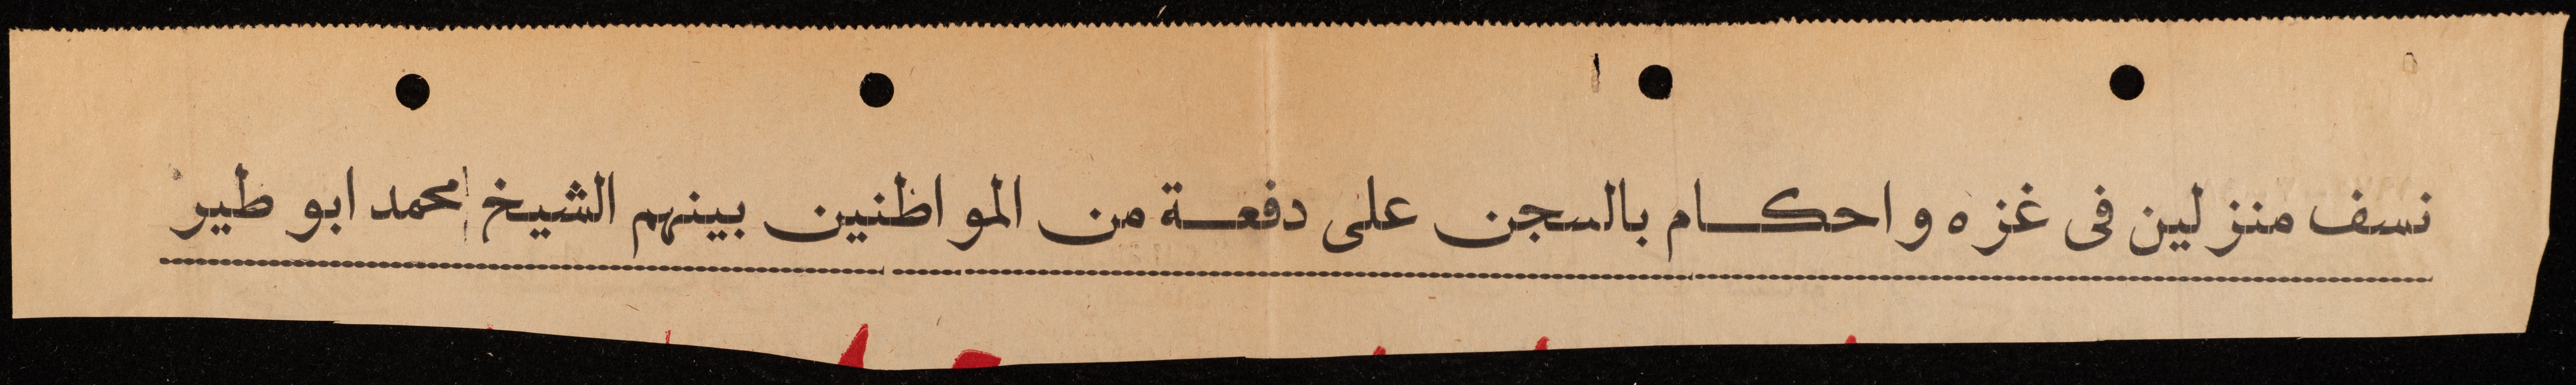 نسف منزلين فى غزه واحكام بالسجن على دفعة من المواطنين بينهم الشيخ محمد ابو طير